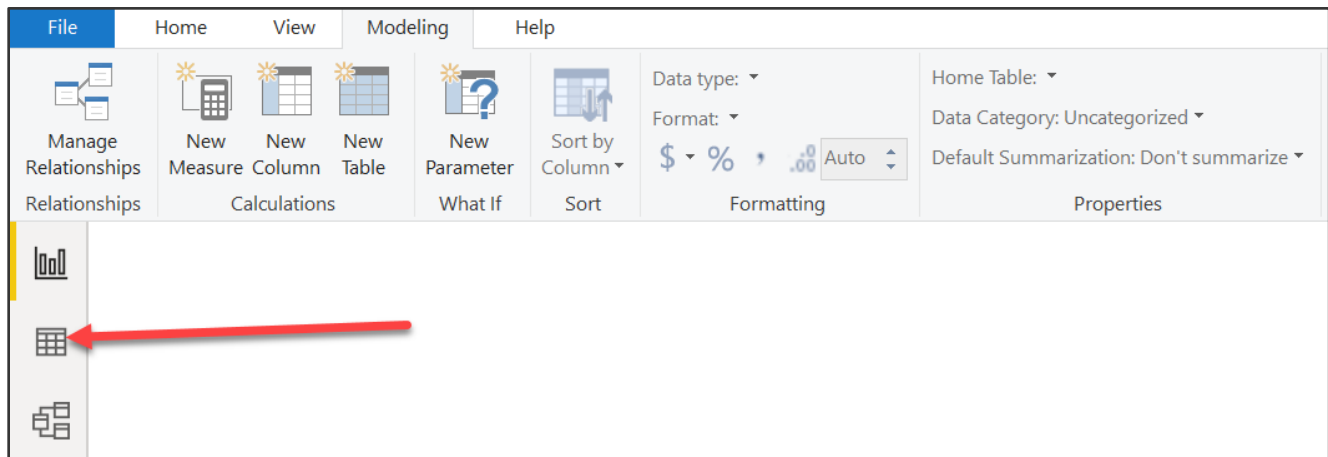 File Home View Modeling Help
Data type: Home Table:
Format: Data Category: Uncategorized
Manage New New New New Sort by
$ % , .00 Auto Default Summarization: Don't summarize
Relationships Measure Column Table Parameter Column
Relationships Calculations What If Sort Formatting Properties